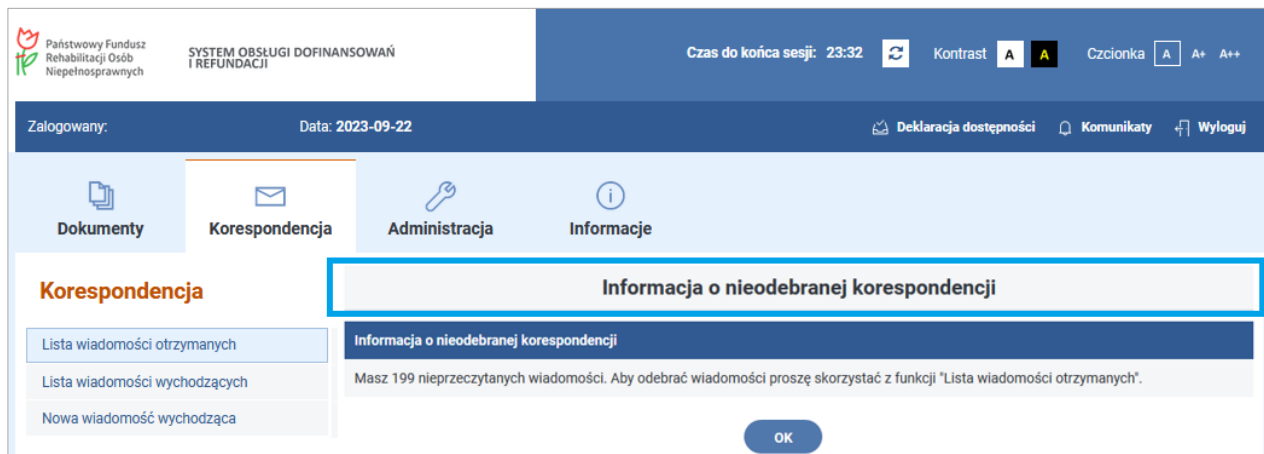 Państwowy Fundusz
Rehabilitacji Osób
Niepełnosprawnych
SYSTEM OBSŁUGI DOFINANSOWAŃ
I REFUNDACJI
Czas do końca sesji: 23:32
Kontrast A A
Czcionka A A+ A++
Zalogowany:
Data: 2023-09-22
Deklaracja dostępności
Komunikaty
Wyloguj
Dokumenty
Korespondencja
Administracja
Informacje
Korespondencja
Lista wiadomości otrzymanych
Lista wiadomości wychodzących
Nowa wiadomość wychodząca
Informacja o nieodebranej korespondencji
Informacja o nieodebranej korespondencji
Masz 199 nieprzeczytanych wiadomości. Aby odebrać wiadomości proszę skorzystać z funkcji "Lista wiadomości otrzymanych".
OK